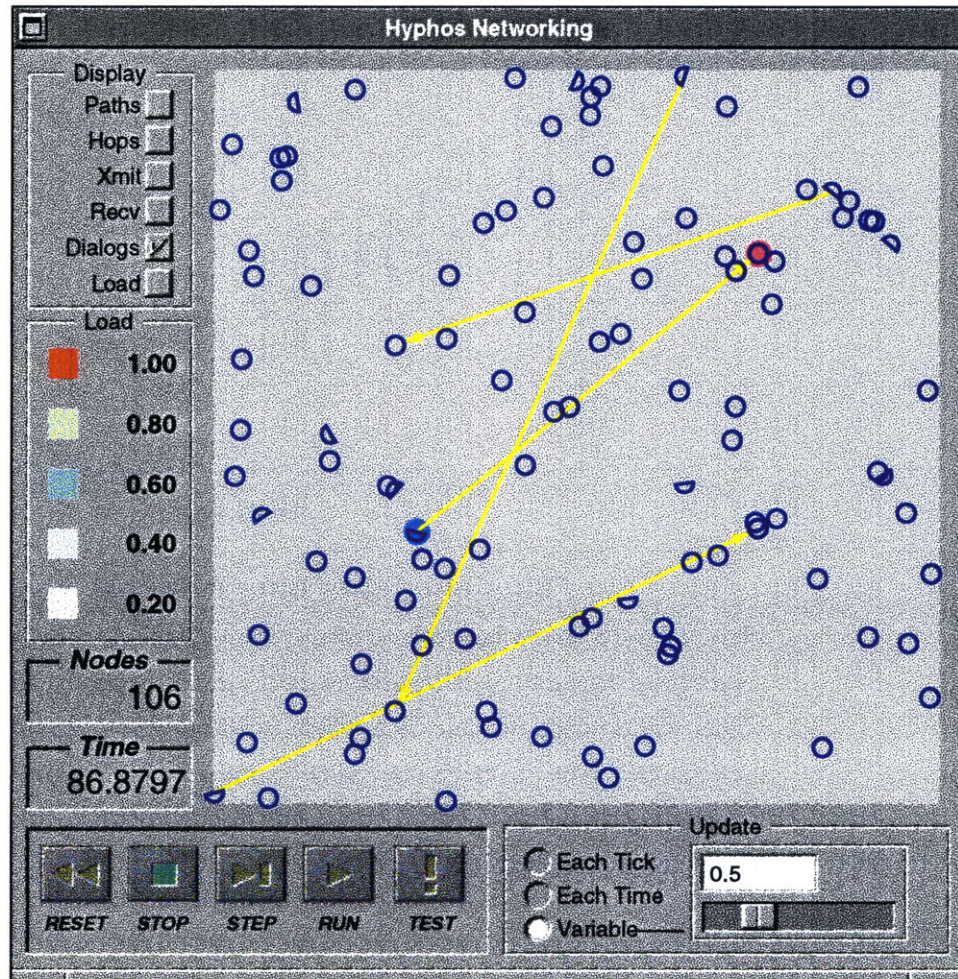 Hyphos Networking
Display
Paths
Hops
Xmit
Recv
Dialogs
Load
Load
1.00
0.80
0.60
0.40
0.20
Nodes
106
Time
86.8797
RESET STOP STEP RUN TEST
Update
Each Tick
Each Time
Variable
0.5